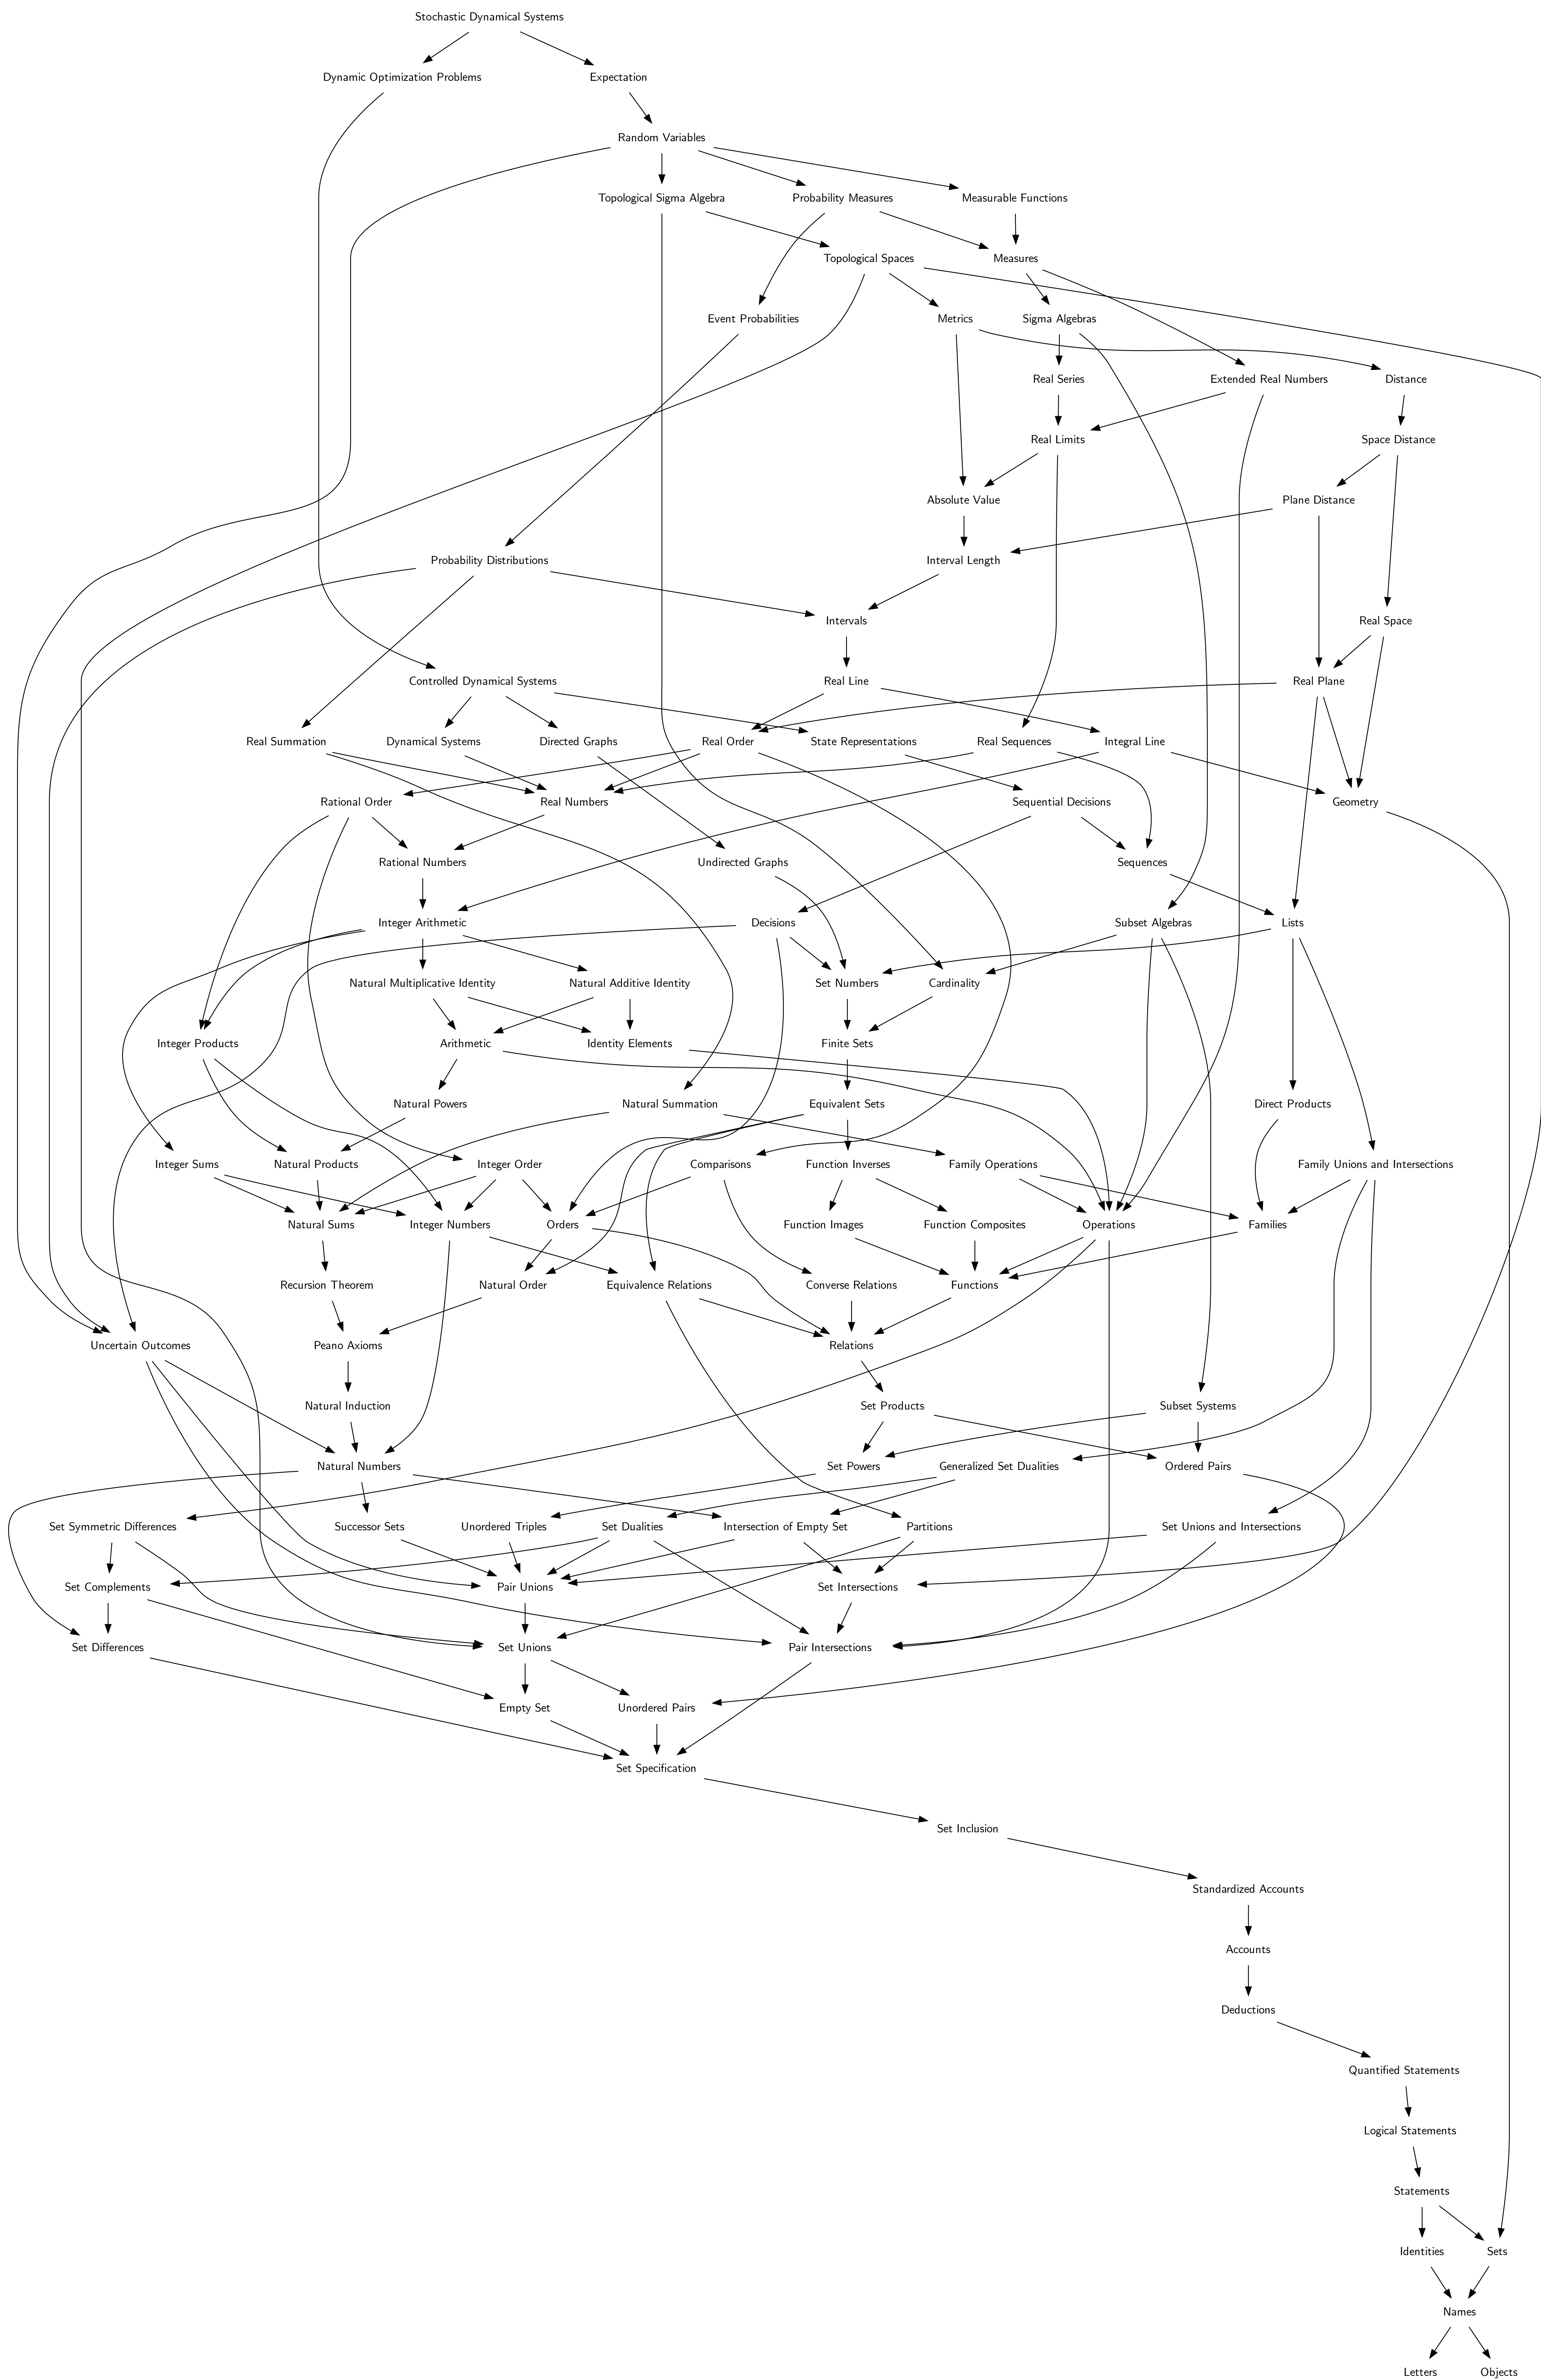 Stochastic Dynamical Systems
Dynamic Optimization Problems
Expectation
Random Variables
Topological Sigma Algebra
Probability Measures
Measurable Functions
Topological Spaces
Measures
Event Probabilities
Metrics
Sigma Algebras
Real Series
Extended Real Numbers
Distance
Real Limits
Space Distance
Absolute Value
Plane Distance
Probability Distributions
Interval Length
Intervals
Real Space
Controlled Dynamical Systems
Real Line
Real Plane
Real Summation
Dynamical Systems
Directed Graphs
Real Order
State Representations
Real Sequences
Integral Line
Rational Order
Real Numbers
Sequential Decisions
Geometry
Rational Numbers
Undirected Graphs
Sequences
Integer Arithmetic
Decisions
Subset Algebras
Lists
Natural Multiplicative Identity
Natural Additive Identity
Set Numbers
Cardinality
Integer Products
Arithmetic
Identity Elements
Finite Sets
Natural Powers
Natural Summation
Equivalent Sets
Direct Products
Integer Sums
Natural Products
Integer Order
Comparisons
Function Inverses
Family Operations
Family Unions and Intersections
Natural Sums
Integer Numbers
Orders
Function Images
Function Composites
Operations
Families
Recursion Theorem
Natural Order
Equivalence Relations
Converse Relations
Functions
Uncertain Outcomes
Peano Axioms
Relations
Natural Induction
Set Products
Subset Systems
Natural Numbers
Set Powers
Generalized Set Dualities
Ordered Pairs
Set Symmetric Differences
Successor Sets
Unordered Triples
Set Dualities
Intersection of Empty Set
Partitions
Set Unions and Intersections
Set Complements
Pair Unions
Set Intersections
Set Differences
Set Unions
Pair Intersections
Empty Set
Unordered Pairs
Set Specification
Set Inclusion
Standardized Accounts
Accounts
Deductions
Quantified Statements
Logical Statements
Statements
Identities
Sets
Names
Letters
Objects